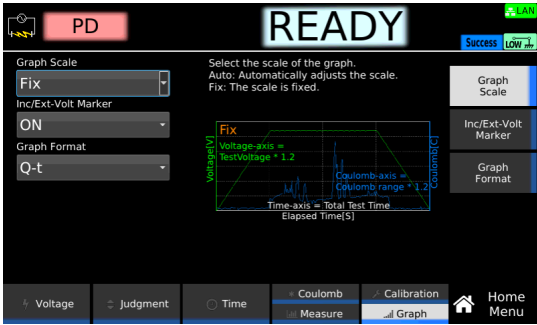 PD
READY
LAN
Success
LOW
Graph Scale
Fix
Inc/Ext-Volt Marker
ON
Graph Format
Q-t
Select the scale of the graph.
Auto: Automatically adjusts the scale.
Fix: The scale is fixed.
Fix
Voltage-axis =
TestVoltage * 1.2
Voltage[V]
Coulomb[C]
Coulomb-axis =
Coulomb range * 1.2
Time-axis = Total Test Time
Elapsed Time[S]
Graph
Scale
Inc/Ext-Volt
Marker
Graph
Format
Voltage
Judgment
Time
Coulomb
Measure
Calibration
Graph
Home
Menu